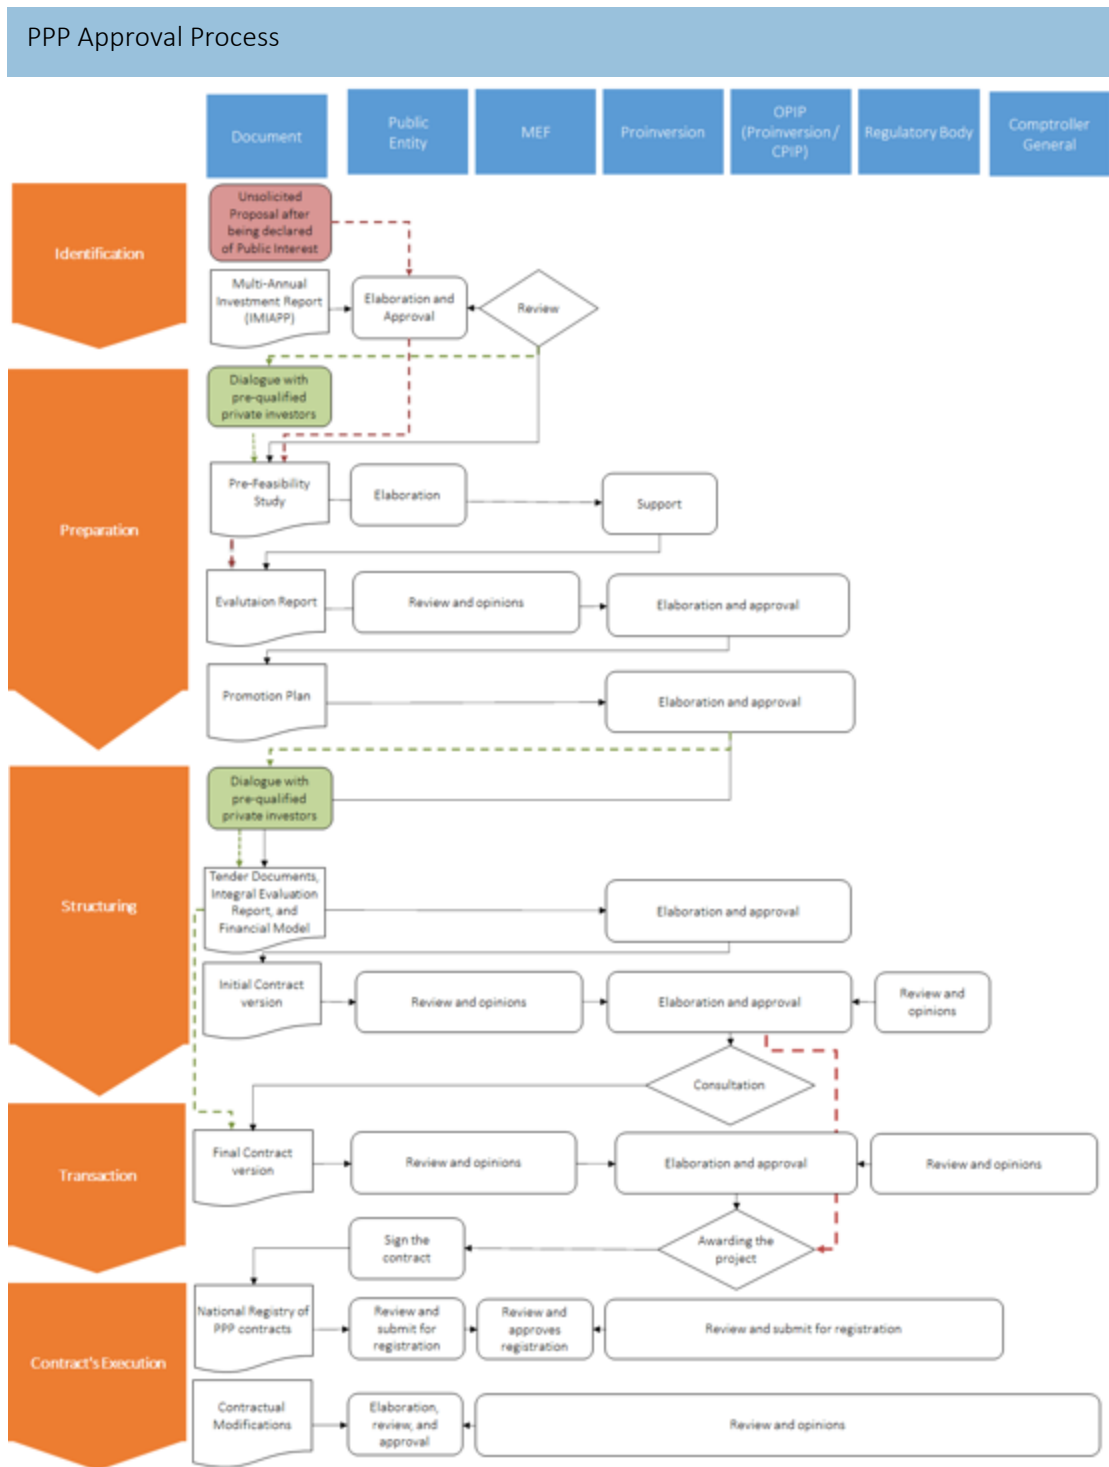 PPP Approval Process
Document
Public
Entity
MEF
Proinversion
OPIP
(Proinversion/
CPIP)
Regulatory Body
Comptroller
General
Identification
Unsolicited
Proposal after
being declared
of Public Interest
Multi-Annual
Investment Report
(IMIAPP)
Elaboration and
Approval
Review
Preparation
Dialogue with
pre-qualified
private investors
Pre-Feasibility
Study
Elaboration
Support
Evalutaion Report
Review and opinions
Elaboration and approval
Promotion Plan
Elaboration and approval
Structuring
Dialogue with
pre-qualified
private investors
Tender Documents,
Integral Evaluation
Report, and
Financial Model
Elaboration and approval
Initial Contract
version
Review and opinions
Elaboration and approval
Review and
opinions
Consultation
Transaction
Final Contract
version
Review and opinions
Elaboration and approval
Review and opinions
Sign the
contract
Awarding the
project
Contract's Execution
National Registry of
PPP contracts
Review and
submit for
registration
Review and
approves
registration
Review and submit for registration
Contractual
Modifications
Elaboration,
review, and
approval
Review and opinions